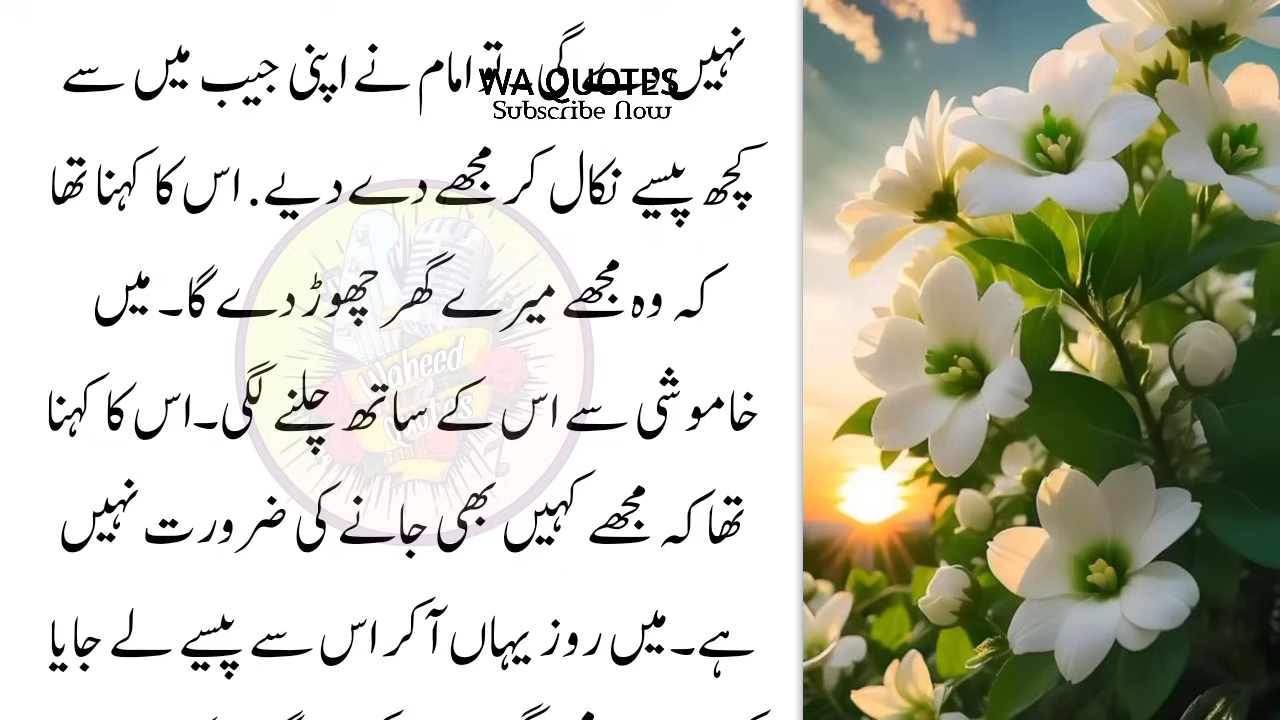 نہیں گی تو امام نے اپنی جیب میں سے
WA QUOTES
Subscribe Now
کچھ پیسے نکال کر مجھے دے دیے. اس کا کہنا تھا
کہ وہ مجھے میرے گھر چھوڑ دے گا۔ میں
خاموشی سے اس کے ساتھ چلنے لگی۔اس کا کہنا
تھا کہ مجھے کہیں بھی جانے کی ضرورت نہیں
ہے۔میں روز یہاں آکر اس سے پیسے لے جایا
Waheed
Quotes